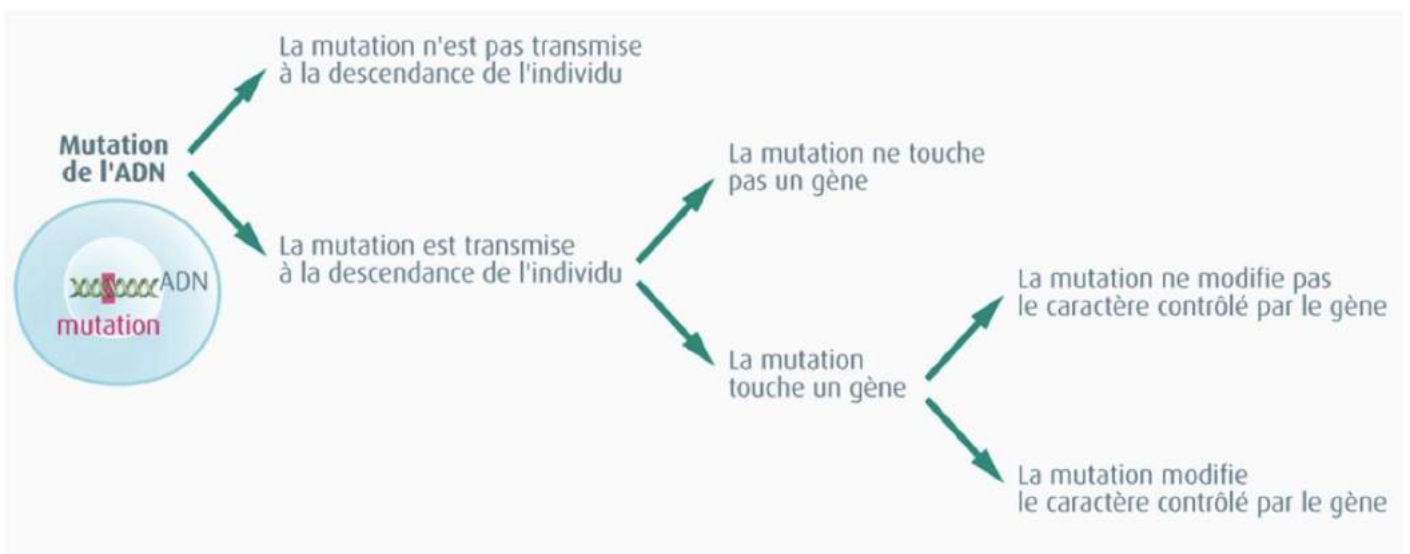 La mutation n'est pas transmise
à la descendance de l'individu
Mutation
de l'ADN
ADN
mutation
La mutation est transmise
à la descendance de l'individu
La mutation ne touche
pas un gène
La mutation
touche un gène
La mutation ne modifie pas
le caractère contrôlé par le gène
La mutation modifie
le caractère contrôlé par le gène